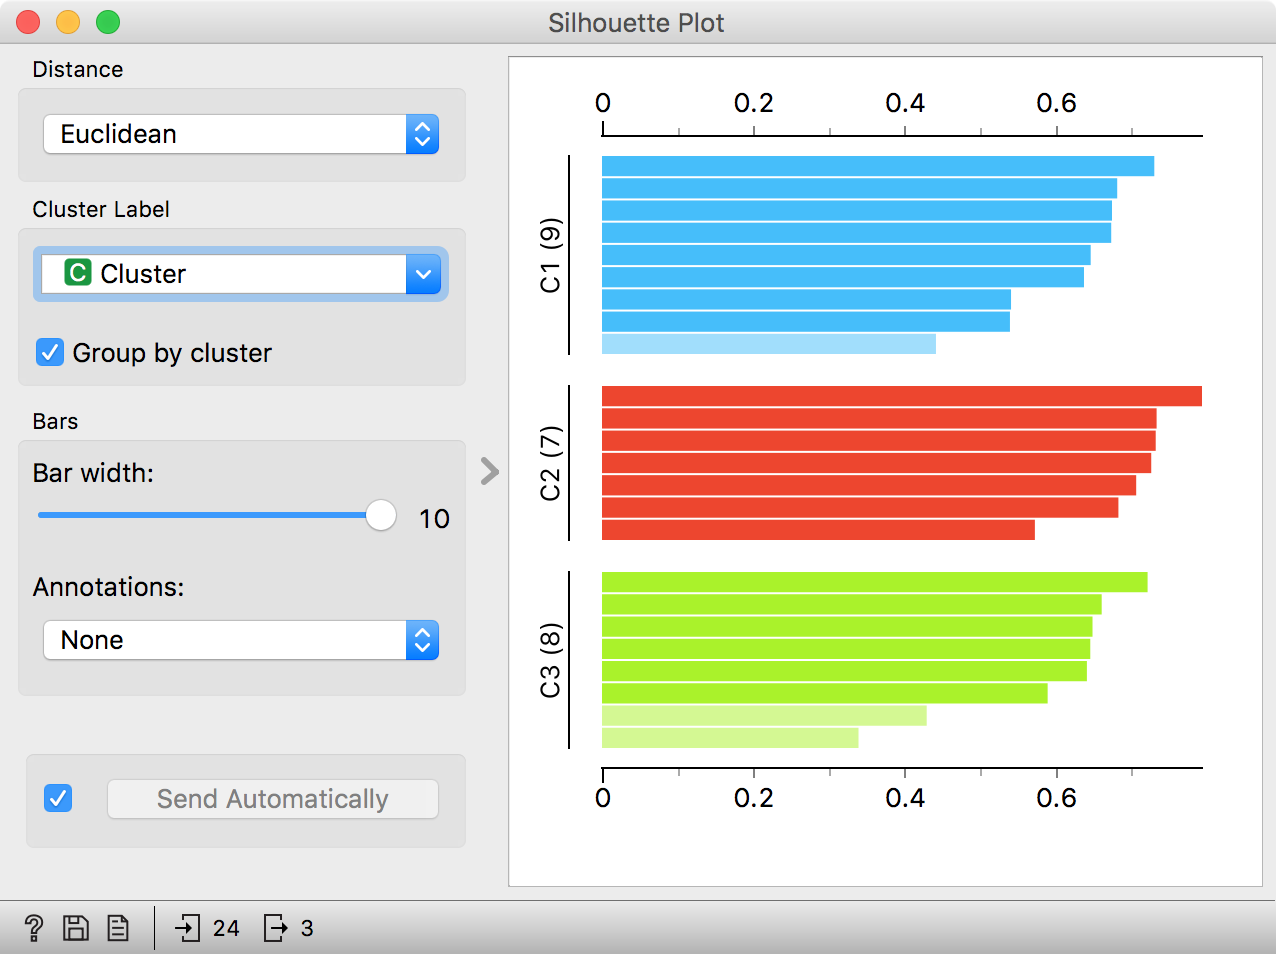 Silhouette Plot
Distance
Euclidean
Cluster Label
C Cluster
Group by cluster
Bars
Bar width:
10
Annotations:
None
Send Automatically
0 0.2 0.4 0.6
C1 (9)
C2 (7)
C3 (8)
0 0.2 0.4 0.6
? 24 3